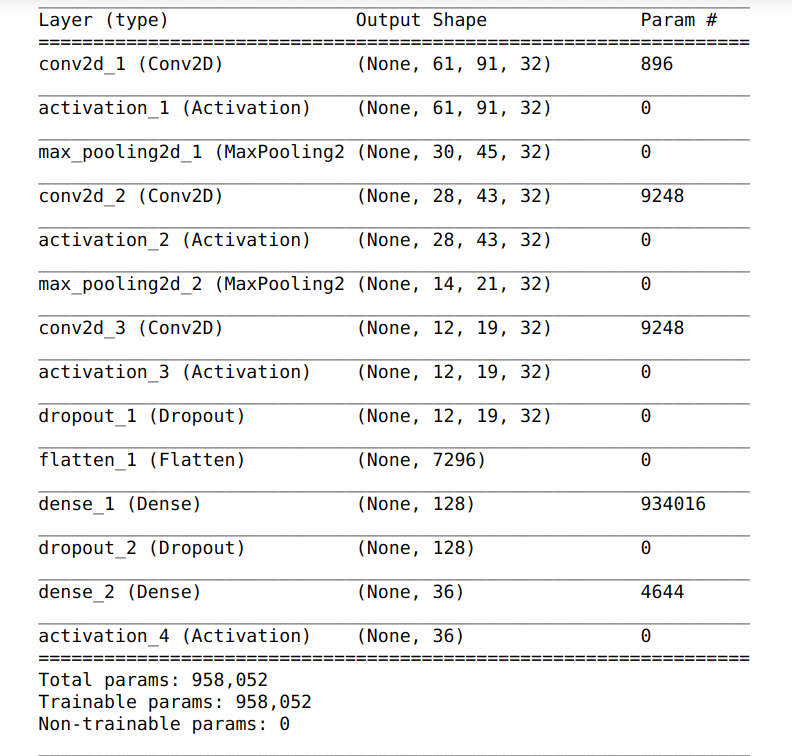 Layer (type) Output Shape Param #
=================================================================
conv2d_1 (Conv2D) (None, 61, 91, 32) 896
activation_1 (Activation) (None, 61, 91, 32) 0
max_pooling2d_1 (MaxPooling2 (None, 30, 45, 32) 0
conv2d_2 (Conv2D) (None, 28, 43, 32) 9248
activation_2 (Activation) (None, 28, 43, 32) 0
max_pooling2d_2 (MaxPooling2 (None, 14, 21, 32) 0
conv2d_3 (Conv2D) (None, 12, 19, 32) 9248
activation_3 (Activation) (None, 12, 19, 32) 0
dropout_1 (Dropout) (None, 12, 19, 32) 0
flatten_1 (Flatten) (None, 7296) 0
dense_1 (Dense) (None, 128) 934016
dropout_2 (Dropout) (None, 128) 0
dense_2 (Dense) (None, 36) 4644
activation_4 (Activation) (None, 36) 0
=================================================================
Total params: 958,052
Trainable params: 958,052
Non-trainable params: 0